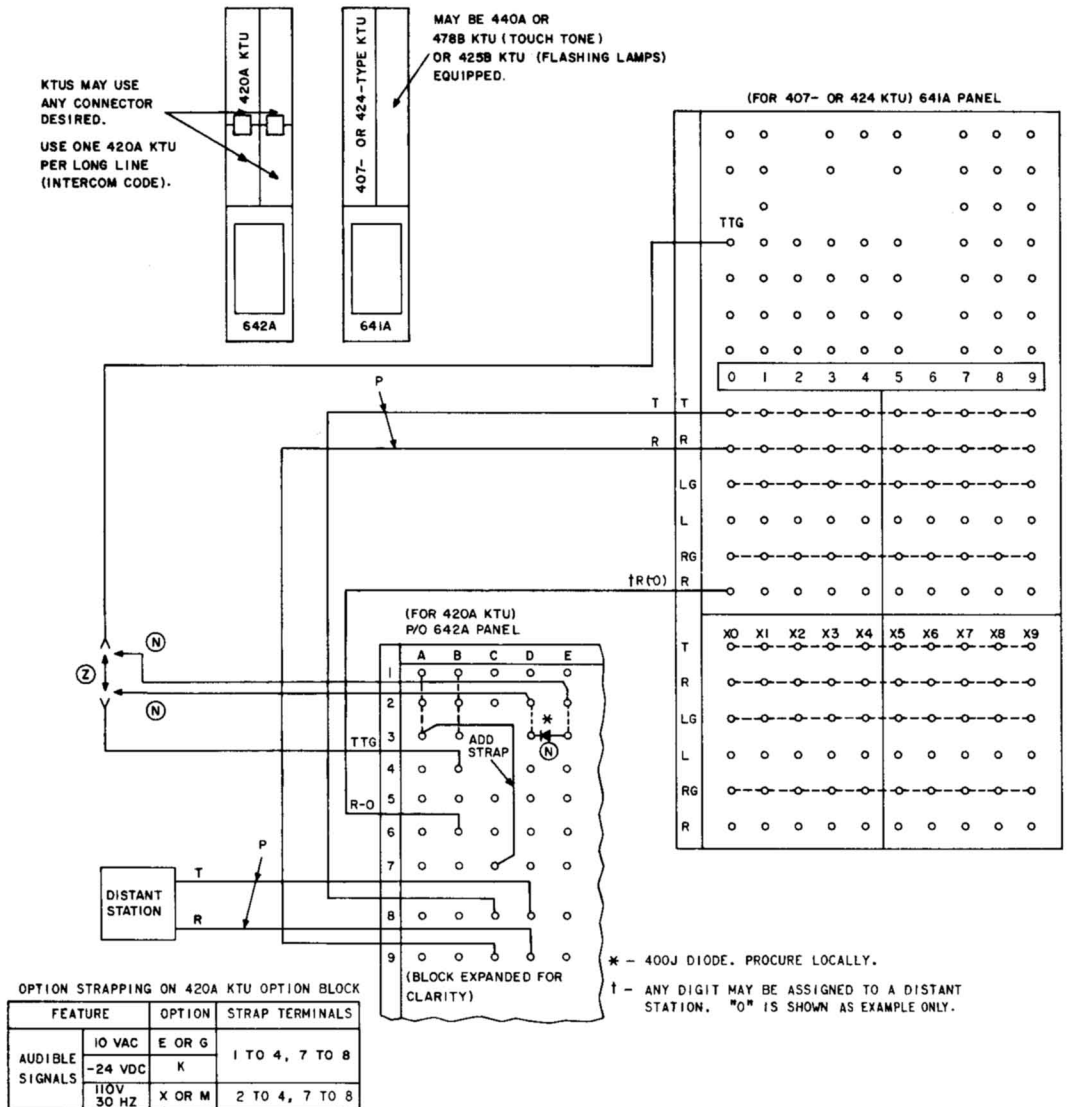 MAY BE 440A OR
478B KTU (TOUCH TONE)
OR 425B KTU (FLASHING LAMPS)
EQUIPPED.
KTUS MAY USE
ANY CONNECTOR
DESIRED.
USE ONE 420A KTU
PER LONG LINE
(INTERCOM CODE).
420A KTU
642A
407- OR 424-TYPE KTU
641A
(FOR 407- OR 424 KTU) 641A PANEL
TTG
0 1 2 3 4 5 6 7 8 9
P
T T
R R
LG
L
RG
†R(-0) R
X0 X1 X2 X3 X4 X5 X6 X7 X8 X9
T
R
LG
L
RG
R
(FOR 420A KTU)
P/O 642A PANEL
A B C D E
1
2
3
4
5
6
7
8
9
N
Z
N
*
N
ADD
STRAP
TTG
R-0
P
T
R
DISTANT
STATION
(BLOCK EXPANDED FOR
CLARITY)
* - 400J DIODE. PROCURE LOCALLY.
† - ANY DIGIT MAY BE ASSIGNED TO A DISTANT
STATION. "0" IS SHOWN AS EXAMPLE ONLY.
OPTION STRAPPING ON 420A KTU OPTION BLOCK
FEATURE OPTION STRAP TERMINALS
AUDIBLE
SIGNALS
10 VAC E OR G 1 TO 4, 7 TO 8
-24 VDC K
110V
30 HZ X OR M 2 TO 4, 7 TO 8